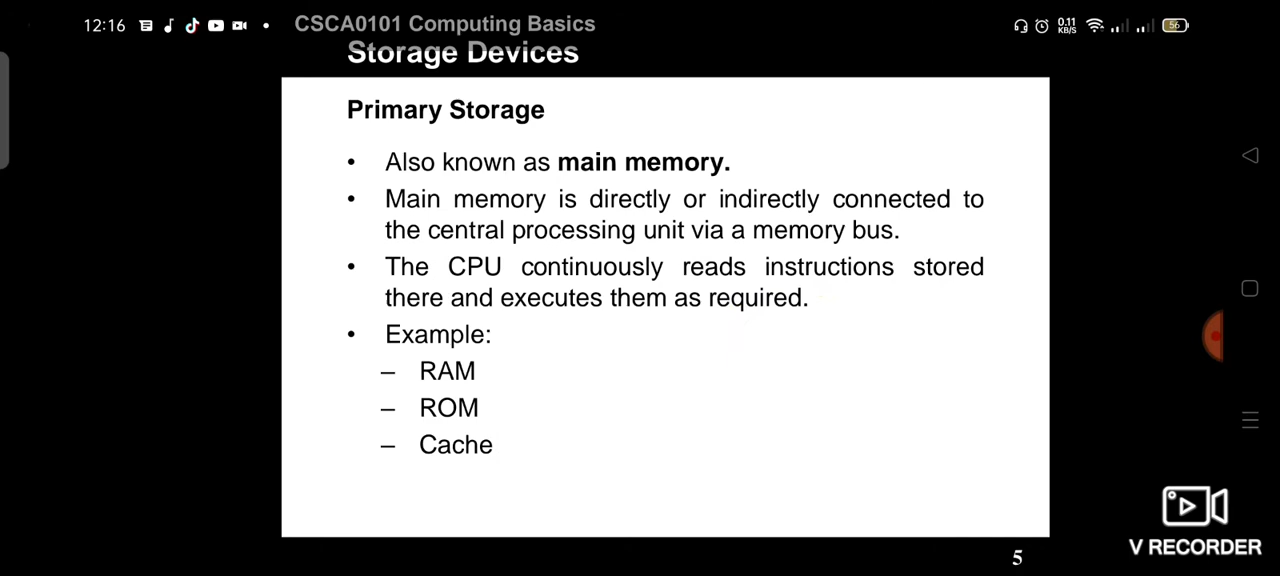 12:16
CSCA0101 Computing Basics
0.11
KB/S
56
Storage Devices
Primary Storage
• Also known as main memory.
• Main memory is directly or indirectly connected to
the central processing unit via a memory bus.
• The CPU continuously reads instructions stored
there and executes them as required.
• Example:
– RAM
– ROM
– Cache
5
V RECORDER